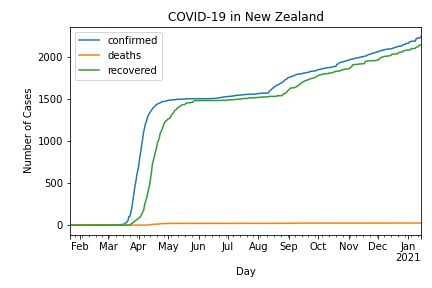 COVID-19 in New Zealand
confirmed
deaths
recovered
Number of Cases
2000
1500
1000
500
0
Feb Mar Apr May Jun Jul Aug Sep Oct Nov Dec Jan
2021
Day